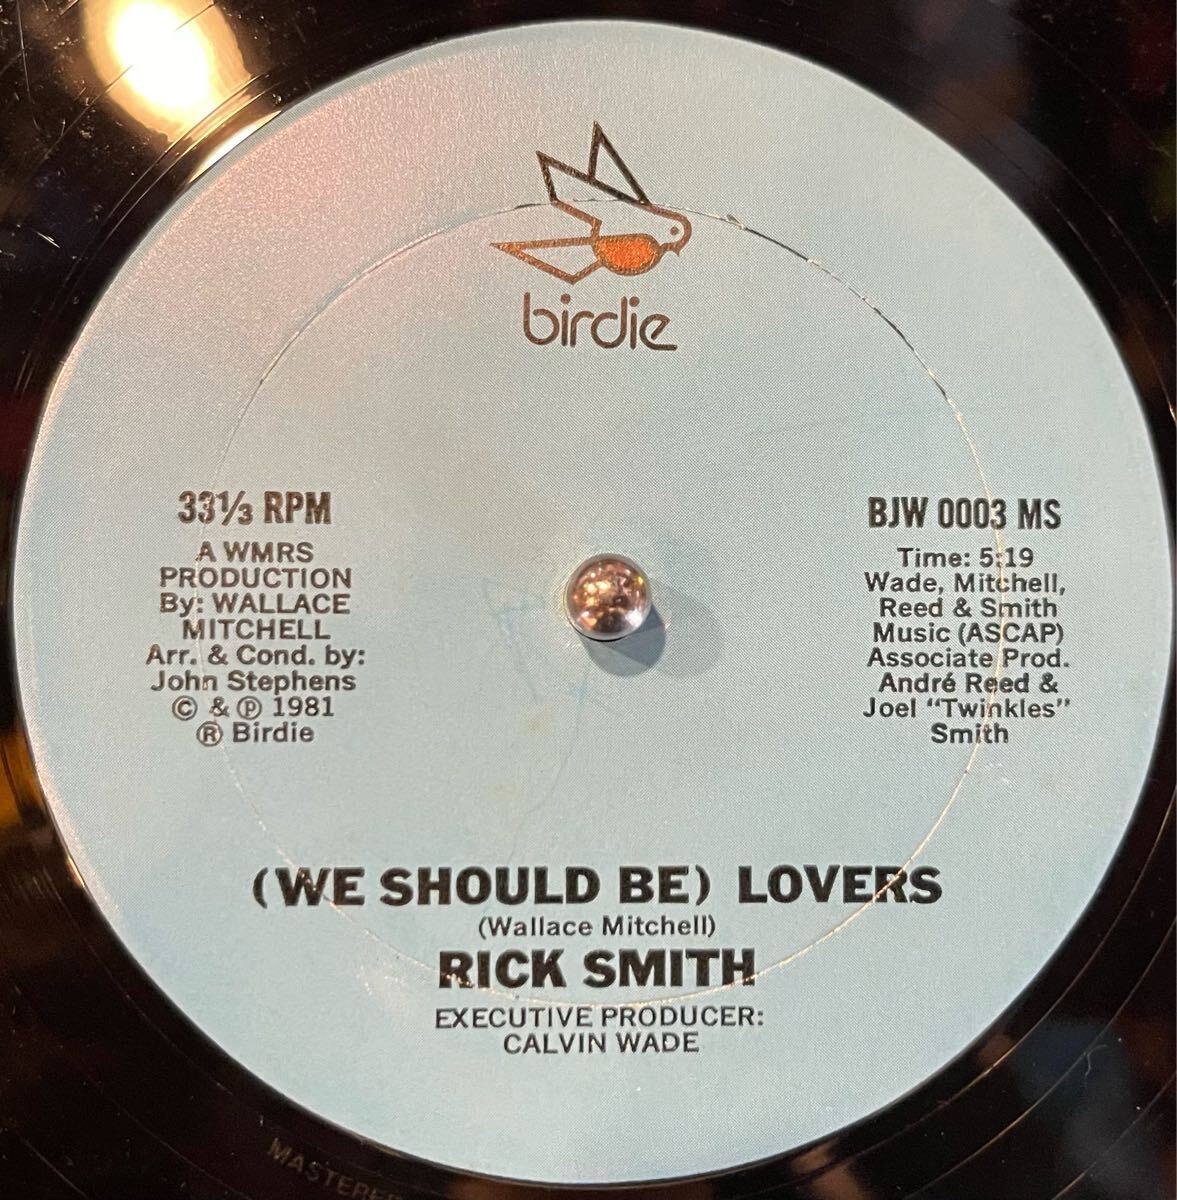 birdie
33⅓ RPM
A WMRS
PRODUCTION
By: WALLACE
MITCHELL
Arr. & Cond. by:
John Stephens
© & ℗ 1981
® Birdie
BJW 0003 MS
Time: 5:19
Wade, Mitchell,
Reed & Smith
Music (ASCAP)
Associate Prod.
André Reed &
Joel “Twinkles”
Smith
(WE SHOULD BE) LOVERS
(Wallace Mitchell)
RICK SMITH
EXECUTIVE PRODUCER:
CALVIN WADE